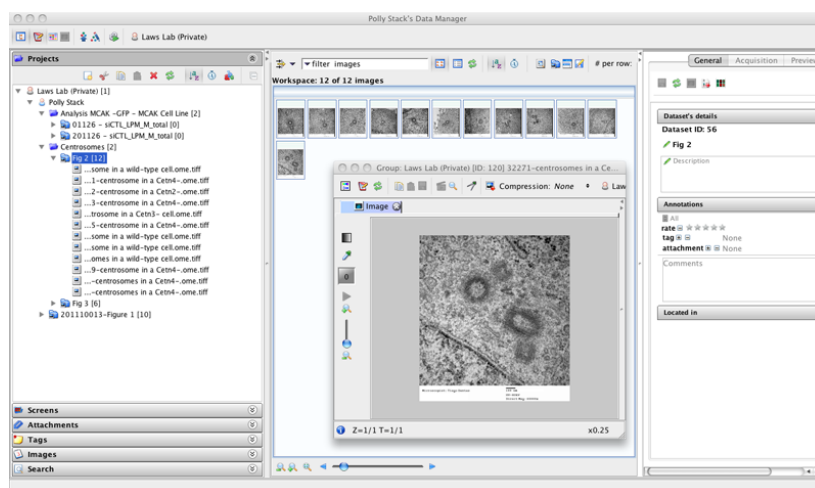 Polly Stack's Data Manager
Laws Lab (Private)
Projects
Laws Lab (Private) [1]
Polly Stack
Analysis MCAK -GFP - MCAK Cell Line [2]
01126 - siCTL_LPM_M_total [0]
201126 - siCTL_LPM_M_total [0]
Centrosomes [2]
Fig 2 [12]
...some in a wild-type cell.ome.tiff
...1-centrosome in a Cetn4-.ome.tiff
...2-centrosome in a Cetn2-.ome.tiff
...3-centrosome in a Cetn4-.ome.tiff
...trosome in a Cetn3- cell.ome.tiff
...5-centrosome in a Cetn4-.ome.tiff
...some in a wild-type cell.ome.tiff
...some in a wild-type cell.ome.tiff
...omes in a wild-type cell.ome.tiff
...9-centrosome in a Cetn4-.ome.tiff
...-centrosomes in a Cetn4-.ome.tiff
...-centrosomes in a Cetn4-.ome.tiff
Fig 3 [6]
201110013-Figure 1 [10]
Screens
Attachments
Tags
Images
Search
filter images
# per row:
Workspace: 12 of 12 images
Group: Laws Lab (Private) [ID: 120] 32271-centrosomes in a Ce...
Compression: None
Law
Image
Z=1/1 T=1/1
x0.25
General
Acquisition
Preview
Dataset's details
Dataset ID: 56
Fig 2
Description
Annotations
All
rate
tag
None
attachment
None
Comments
Located in